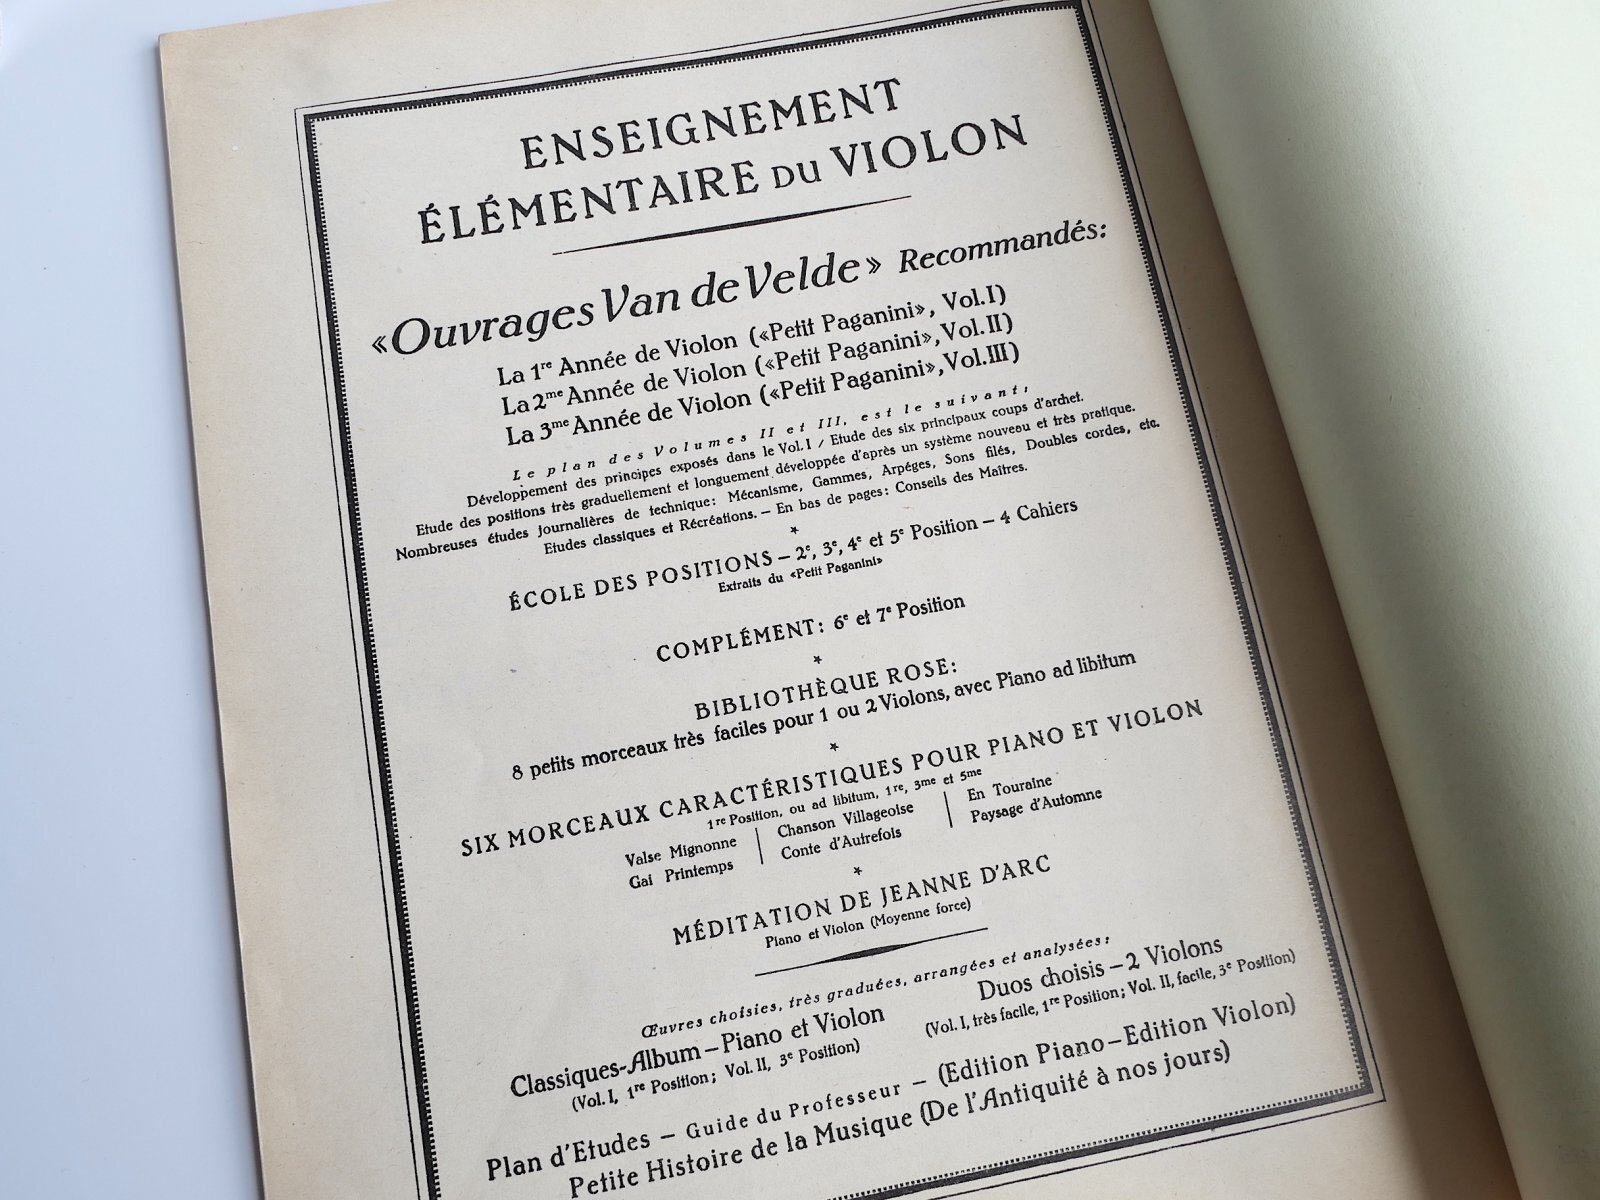 ENSEIGNEMENT
ÉLÉMENTAIRE DU VIOLON
«Ouvrages Van de Velde» Recommandés:
La 1re Année de Violon («Petit Paganini», Vol. I)
La 2me Année de Violon («Petit Paganini», Vol. II)
La 3me Année de Violon («Petit Paganini», Vol. III)
Le plan des Volumes II et III, est le suivant,
Développement des principes exposés dans le Vol. I / Etude des six principaux coups d'archet.
Etude des positions très graduellement et longuement développée d'après un système nouveau et très pratique.
Nombreuses études journalières de technique: Mécanisme, Gammes, Arpéges, Sons filés, Doubles cordes, etc.
Etudes classiques et Récréations. — En bas de pages: Conseils des Maîtres.
*
ÉCOLE DES POSITIONS — 2e, 3e, 4e et 5e Position — 4 Cahiers
Extraits du «Petit Paganini»
COMPLÉMENT: 6e et 7e Position
*
BIBLIOTHÈQUE ROSE:
8 petits morceaux très faciles pour 1 ou 2 Violons, avec Piano ad libitum
*
SIX MORCEAUX CARACTÉRISTIQUES POUR PIANO ET VIOLON
1re Position, ou ad libitum, 1re, 3me et 5me
Valse Mignonne | Chanson Villageoise | En Touraine
Gai Printemps | Conte d'Autrefois | Paysage d'Automne
*
MÉDITATION DE JEANNE D'ARC
Piano et Violon (Moyenne force)
Œuvres choisies, très graduées, arrangées et analysées:
Classiques-Album — Piano et Violon Duos choisis — 2 Violons
(Vol. I, 1re Position; Vol. II, 3e Position) (Vol. I, très facile, 1re Position; Vol. II, facile, 3e Position)
Plan d'Etudes — Guide du Professeur — (Edition Piano — Edition Violon)
Petite Histoire de la Musique (De l'Antiquité à nos jours)